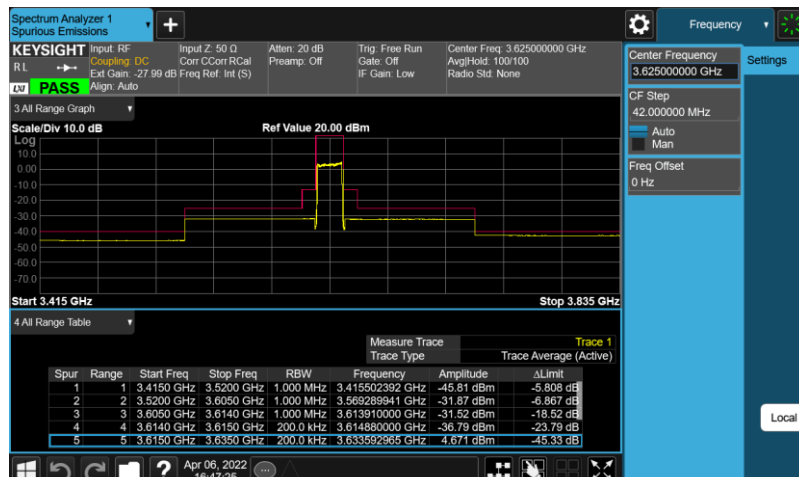 Spectrum Analyzer 1
Spurious Emissions
+
Frequency
KEYSIGHT
RL
LXI PASS
Input: RF
Coupling: DC
Ext Gain: -27.99 dB
Align: Auto
Input Z: 50 Ω
Corr CCorr RCal
Freq Ref: Int (S)
Atten: 20 dB
Preamp: Off
Trig: Free Run
Gate: Off
IF Gain: Low
Center Freq: 3.625000000 GHz
Avg|Hold: 100/100
Radio Std: None
3 All Range Graph
Scale/Div 10.0 dB
Ref Value 20.00 dBm
Log
10.0
0.00
-10.0
-20.0
-30.0
-40.0
-50.0
-60.0
-70.0
Start 3.415 GHz
Stop 3.835 GHz
4 All Range Table
Measure Trace Trace 1
Trace Type Trace Average (Active)
Spur Range Start Freq Stop Freq RBW Frequency Amplitude ΔLimit
1 1 3.4150 GHz 3.5200 GHz 1.000 MHz 3.415502392 GHz -45.81 dBm -5.808 dB
2 2 3.5200 GHz 3.6050 GHz 1.000 MHz 3.569289941 GHz -31.87 dBm -6.867 dB
3 3 3.6050 GHz 3.6140 GHz 1.000 MHz 3.613910000 GHz -31.52 dBm -18.52 dB
4 4 3.6140 GHz 3.6150 GHz 200.0 kHz 3.614880000 GHz -36.79 dBm -23.79 dB
5 5 3.6150 GHz 3.6350 GHz 200.0 kHz 3.633592965 GHz 4.671 dBm -45.33 dB
?
Apr 06, 2022
Center Frequency
3.625000000 GHz
Settings
CF Step
42.000000 MHz
Auto
Man
Freq Offset
0 Hz
Local